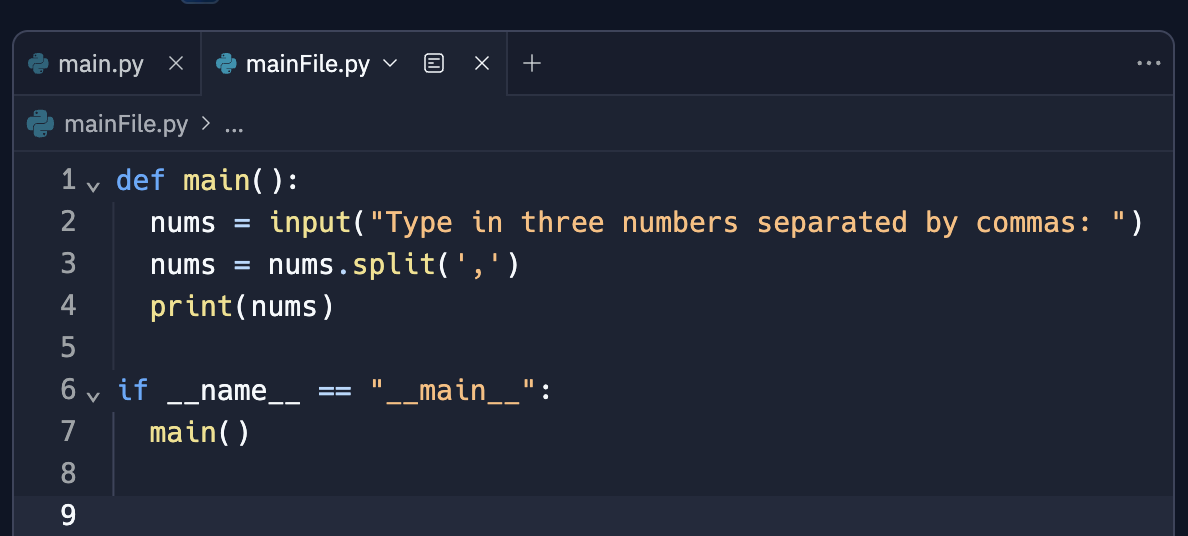 main.py
mainFile.py
mainFile.py > ...
1 def main():
2 nums = input("Type in three numbers separated by commas: ")
3 nums = nums.split(',')
4 print(nums)
5
6 if __name__ == "__main__":
7 main()
8
9